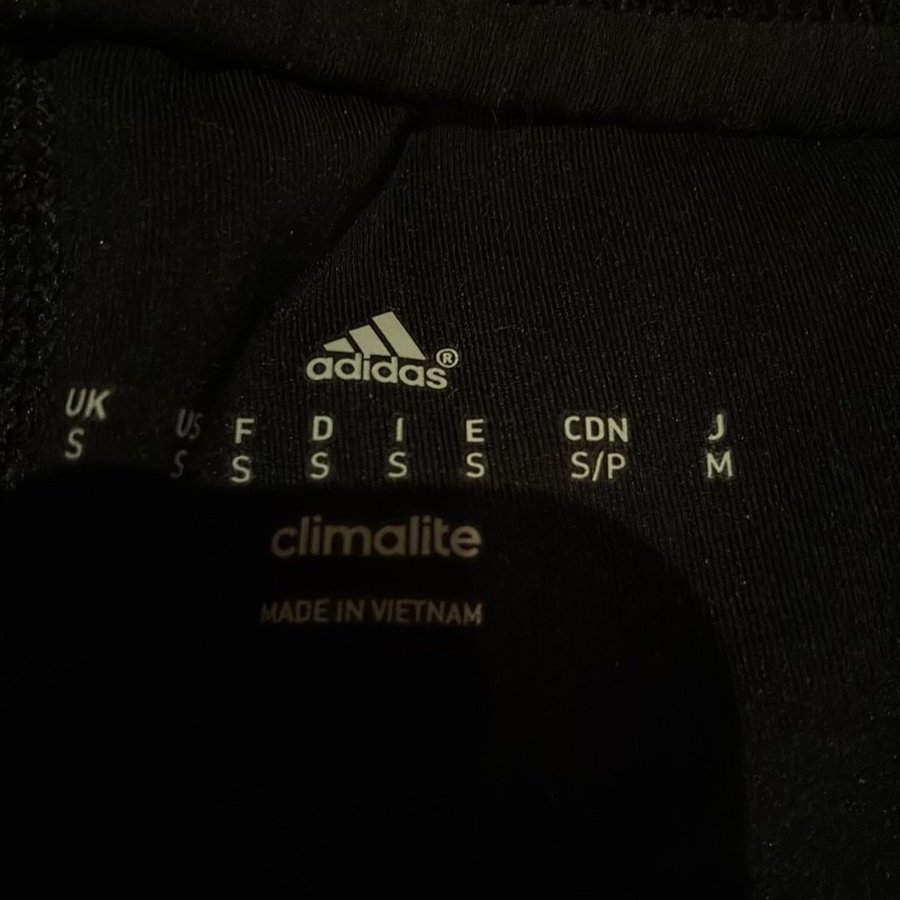 adidas®
UK US F D I E CDN J
S S S S S S S/P M
climalite
MADE IN VIETNAM